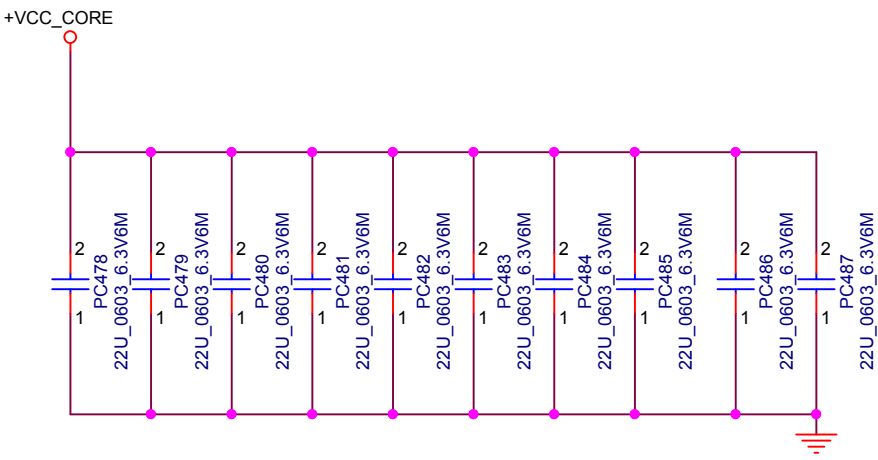 +VCC_CORE
2
1
PC478
22U_0603_6.3V6M
2
1
PC479
22U_0603_6.3V6M
2
1
PC480
22U_0603_6.3V6M
2
1
PC481
22U_0603_6.3V6M
2
1
PC482
22U_0603_6.3V6M
2
1
PC483
22U_0603_6.3V6M
2
1
PC484
22U_0603_6.3V6M
2
1
PC485
22U_0603_6.3V6M
2
1
PC486
22U_0603_6.3V6M
2
1
PC487
22U_0603_6.3V6M